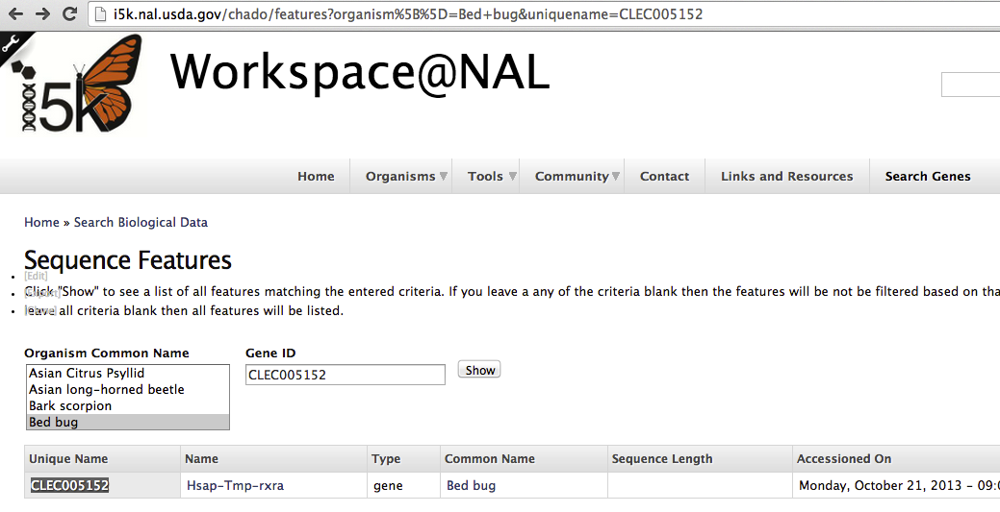 i5k.nal.usda.gov/chado/features?organism%5B%5D=Bed+bug&uniquename=CLEC005152
i5k
Workspace@NAL
Home Organisms Tools Community Contact Links and Resources Search Genes
Home » Search Biological Data
Sequence Features
[Edit]
Click "Show" to see a list of all features matching the entered criteria. If you leave a any of the criteria blank then the features will be not be filtered based on tha
leave all criteria blank then all features will be listed.
Organism Common Name Gene ID
Asian Citrus Psyllid
Asian long-horned beetle
Bark scorpion
Bed bug
CLEC005152
Show
Unique Name Name Type Common Name Sequence Length Accessioned On
CLEC005152 Hsap-Tmp-rxra gene Bed bug Monday, October 21, 2013 - 09:0